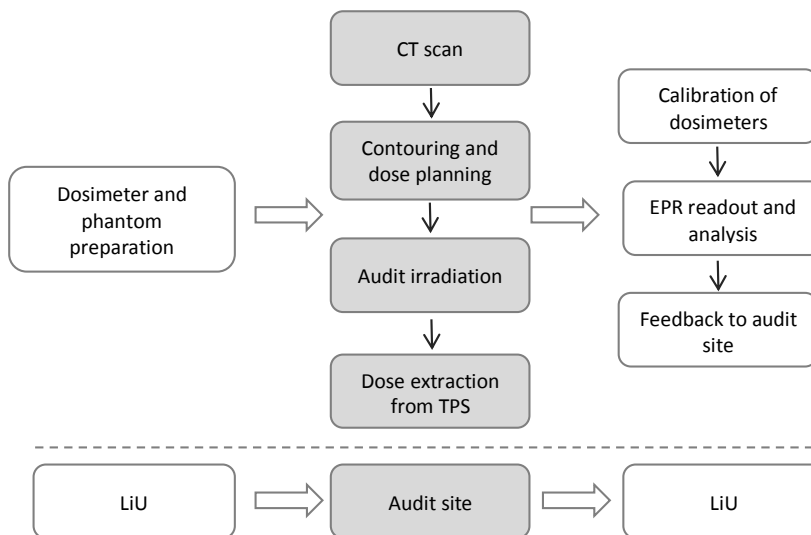 Dosimeter and
phantom
preparation
CT scan
Contouring and
dose planning
Audit irradiation
Dose extraction
from TPS
Calibration of
dosimeters
EPR readout and
analysis
Feedback to audit
site
LiU
Audit site
LiU